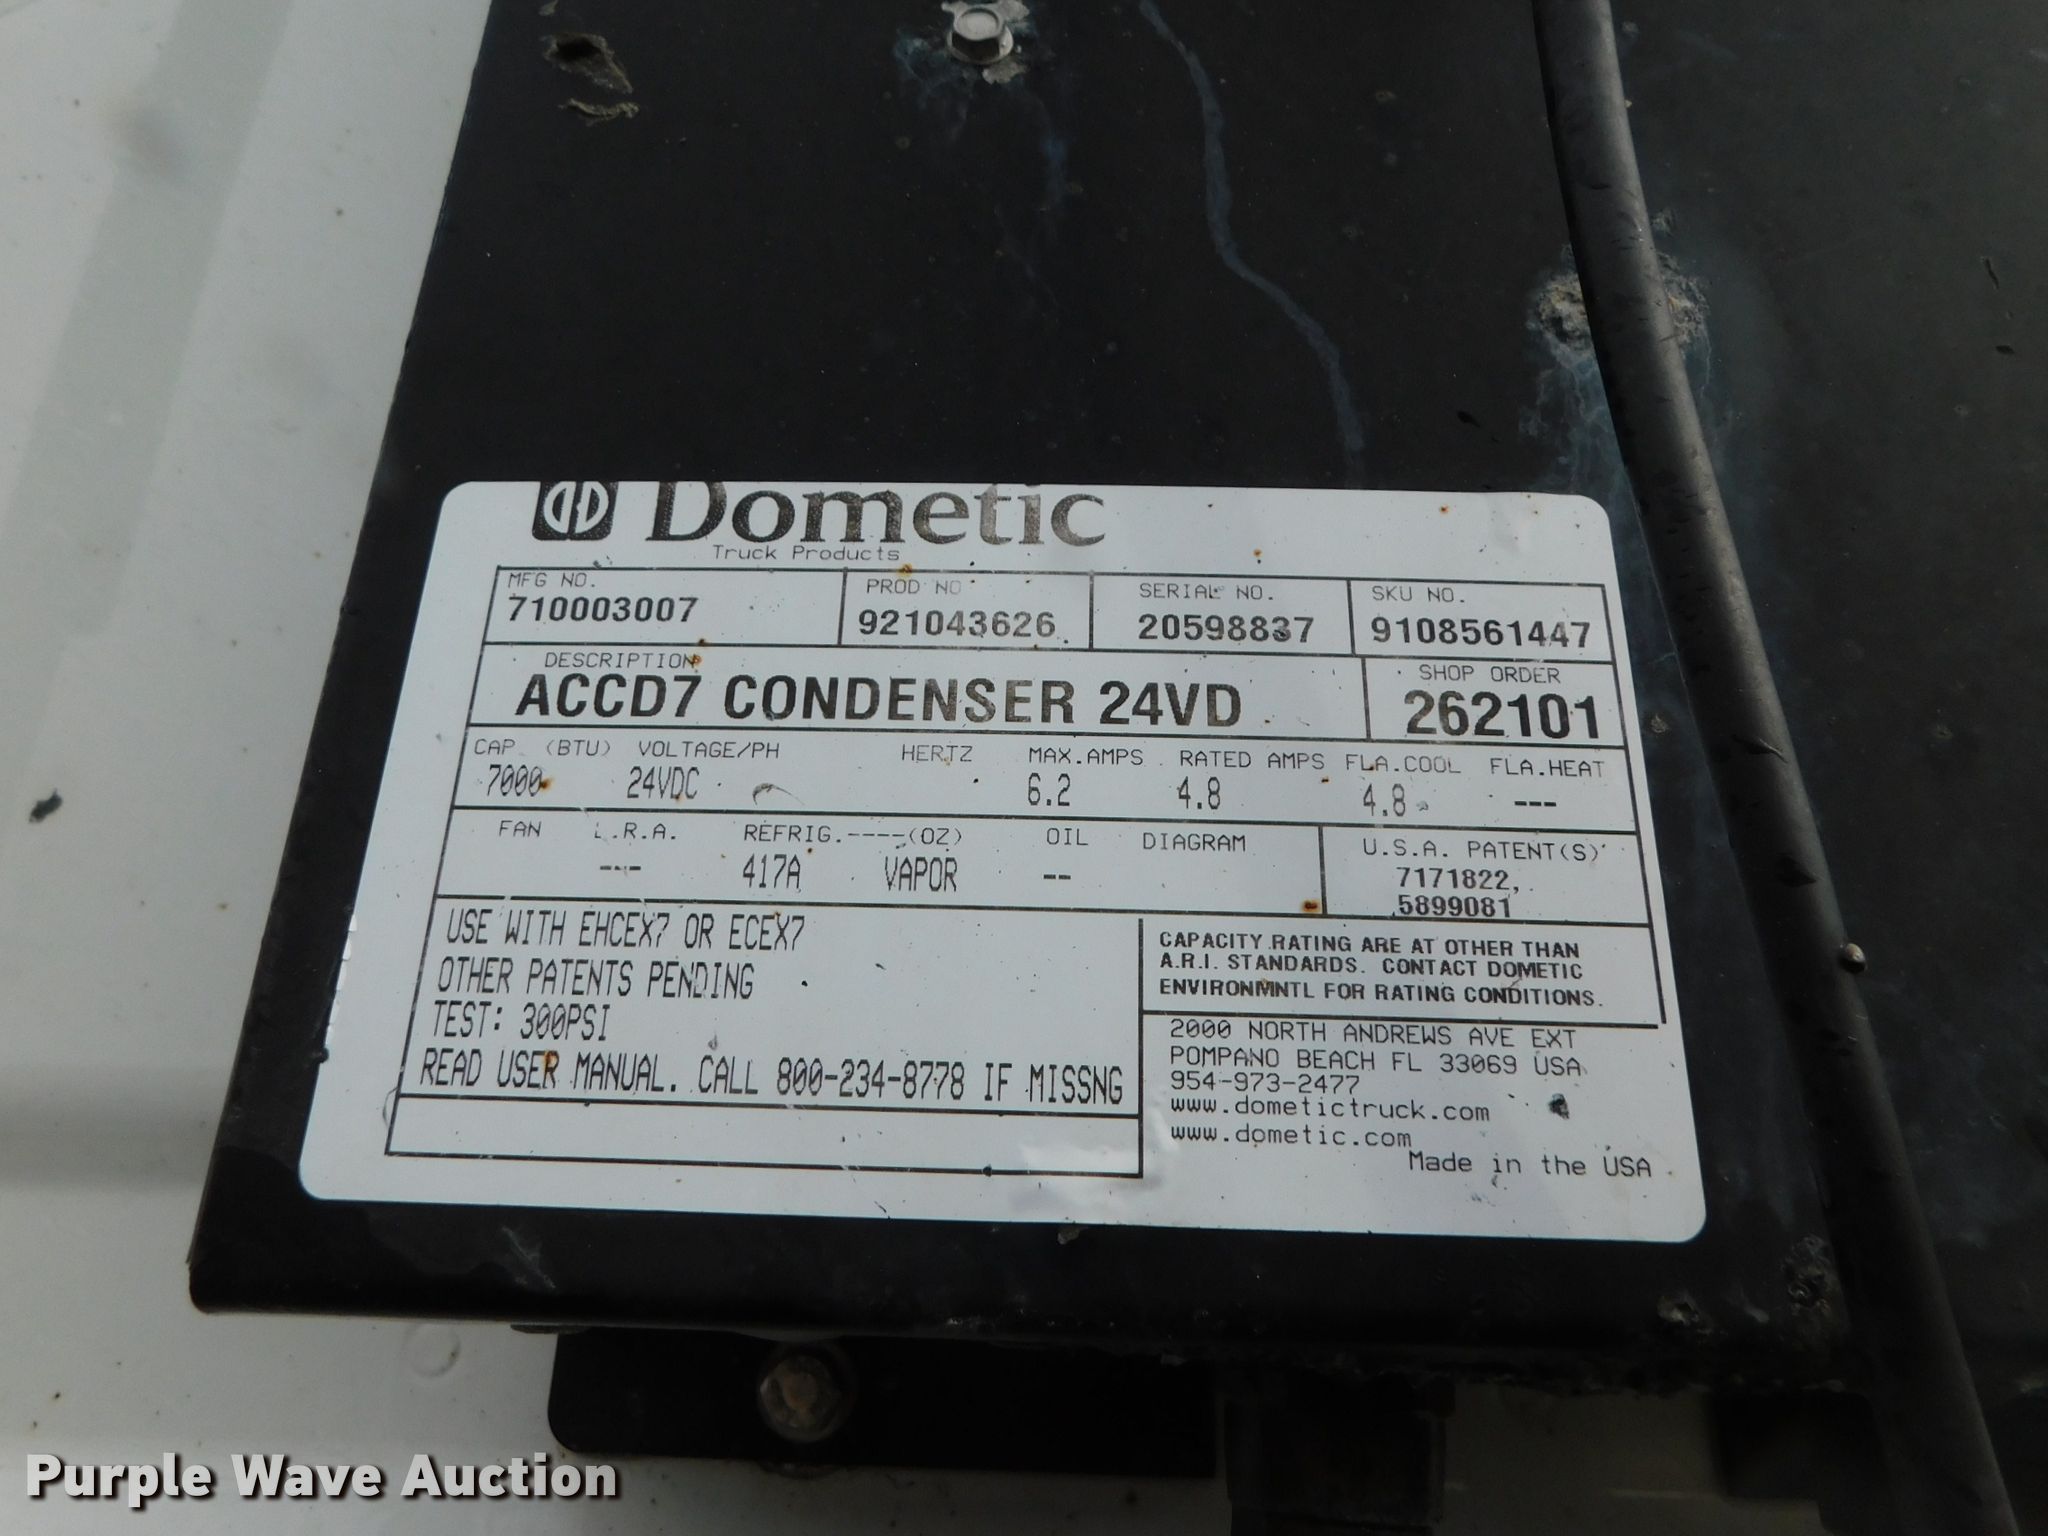 Dometic
Truck Products
MFG NO. PROD NO. SERIAL NO. SKU NO.
710003007 921043626 20598837 9108561447
DESCRIPTION SHOP ORDER
ACCD7 CONDENSER 24VD 262101
CAP. (BTU) VOLTAGE/PH HERTZ MAX.AMPS RATED AMPS FLA.COOL FLA.HEAT
7000 24VDC 6.2 4.8 4.8 ---
FAN L.R.A. REFRIG.----(OZ) OIL DIAGRAM U.S.A. PATENT(S)
--- 417A VAPOR -- 7171822,
5899081
USE WITH EHCEX7 OR ECEX7
OTHER PATENTS PENDING
TEST: 300PSI
READ USER MANUAL. CALL 800-234-8778 IF MISSNG
CAPACITY RATING ARE AT OTHER THAN
A.R.I. STANDARDS. CONTACT DOMETIC
ENVIRONMNTL FOR RATING CONDITIONS.
2000 NORTH ANDREWS AVE EXT
POMPANO BEACH FL 33069 USA
954-973-2477
www.dometictruck.com
www.dometic.com
Made in the USA
Purple Wave Auction